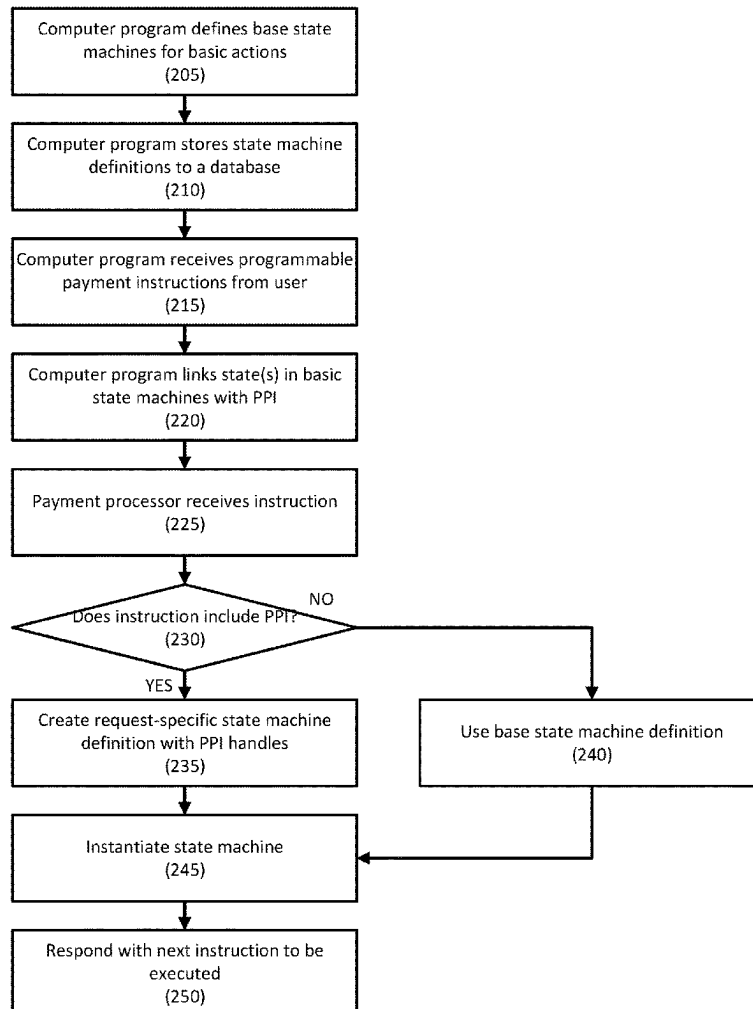 Computer program defines base state
machines for basic actions
(205)
Computer program stores state machine
definitions to a database
(210)
Computer program receives programmable
payment instructions from user
(215)
Computer program links state(s) in basic
state machines with PPI
(220)
Payment processor receives instruction
(225)
Does instruction include PPI?
(230)
NO
YES
Create request-specific state machine
definition with PPI handles
(235)
Use base state machine definition
(240)
Instantiate state machine
(245)
Respond with next instruction to be
executed
(250)